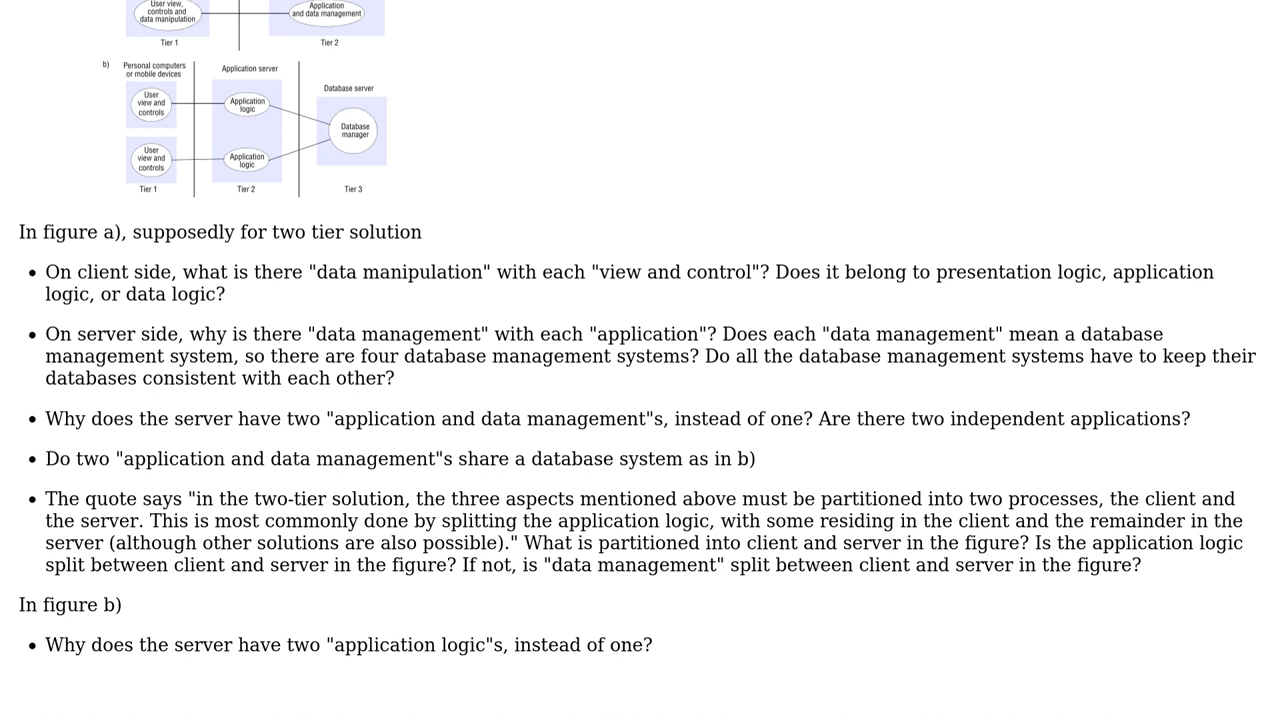 User view,
controls and
data manipulation
Application
and data management
Tier 1
Tier 2
b)
Personal computers
or mobile devices
Application server
Database server
User
view and
controls
Application
logic
Database
manager
User
view and
controls
Application
logic
Tier 1
Tier 2
Tier 3
In figure a), supposedly for two tier solution
• On client side, what is there "data manipulation" with each "view and control"? Does it belong to presentation logic, application
logic, or data logic?
• On server side, why is there "data management" with each "application"? Does each "data management" mean a database
management system, so there are four database management systems? Do all the database management systems have to keep their
databases consistent with each other?
• Why does the server have two "application and data management"s, instead of one? Are there two independent applications?
• Do two "application and data management"s share a database system as in b)
• The quote says "in the two-tier solution, the three aspects mentioned above must be partitioned into two processes, the client and
the server. This is most commonly done by splitting the application logic, with some residing in the client and the remainder in the
server (although other solutions are also possible)." What is partitioned into client and server in the figure? Is the application logic
split between client and server in the figure? If not, is "data management" split between client and server in the figure?
In figure b)
• Why does the server have two "application logic"s, instead of one?